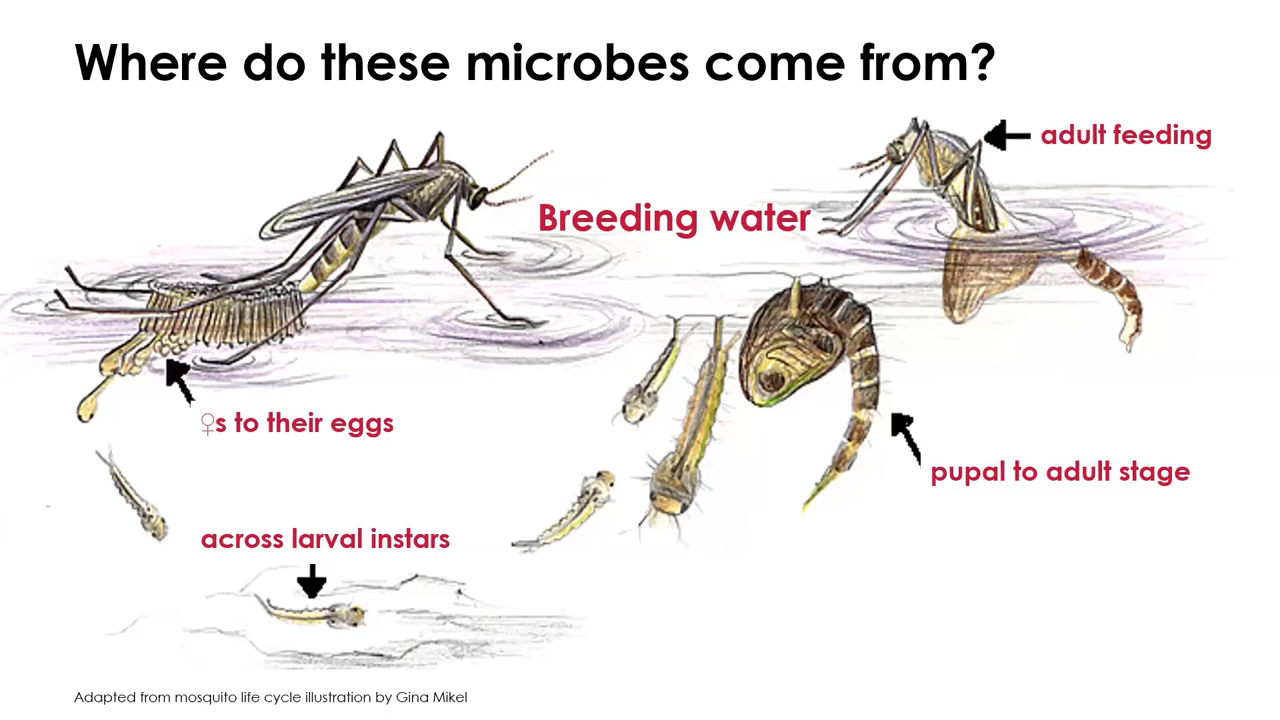 Where do these microbes come from?
adult feeding
Breeding water
♀s to their eggs
pupal to adult stage
across larval instars
Adapted from mosquito life cycle illustration by Gina Mikel